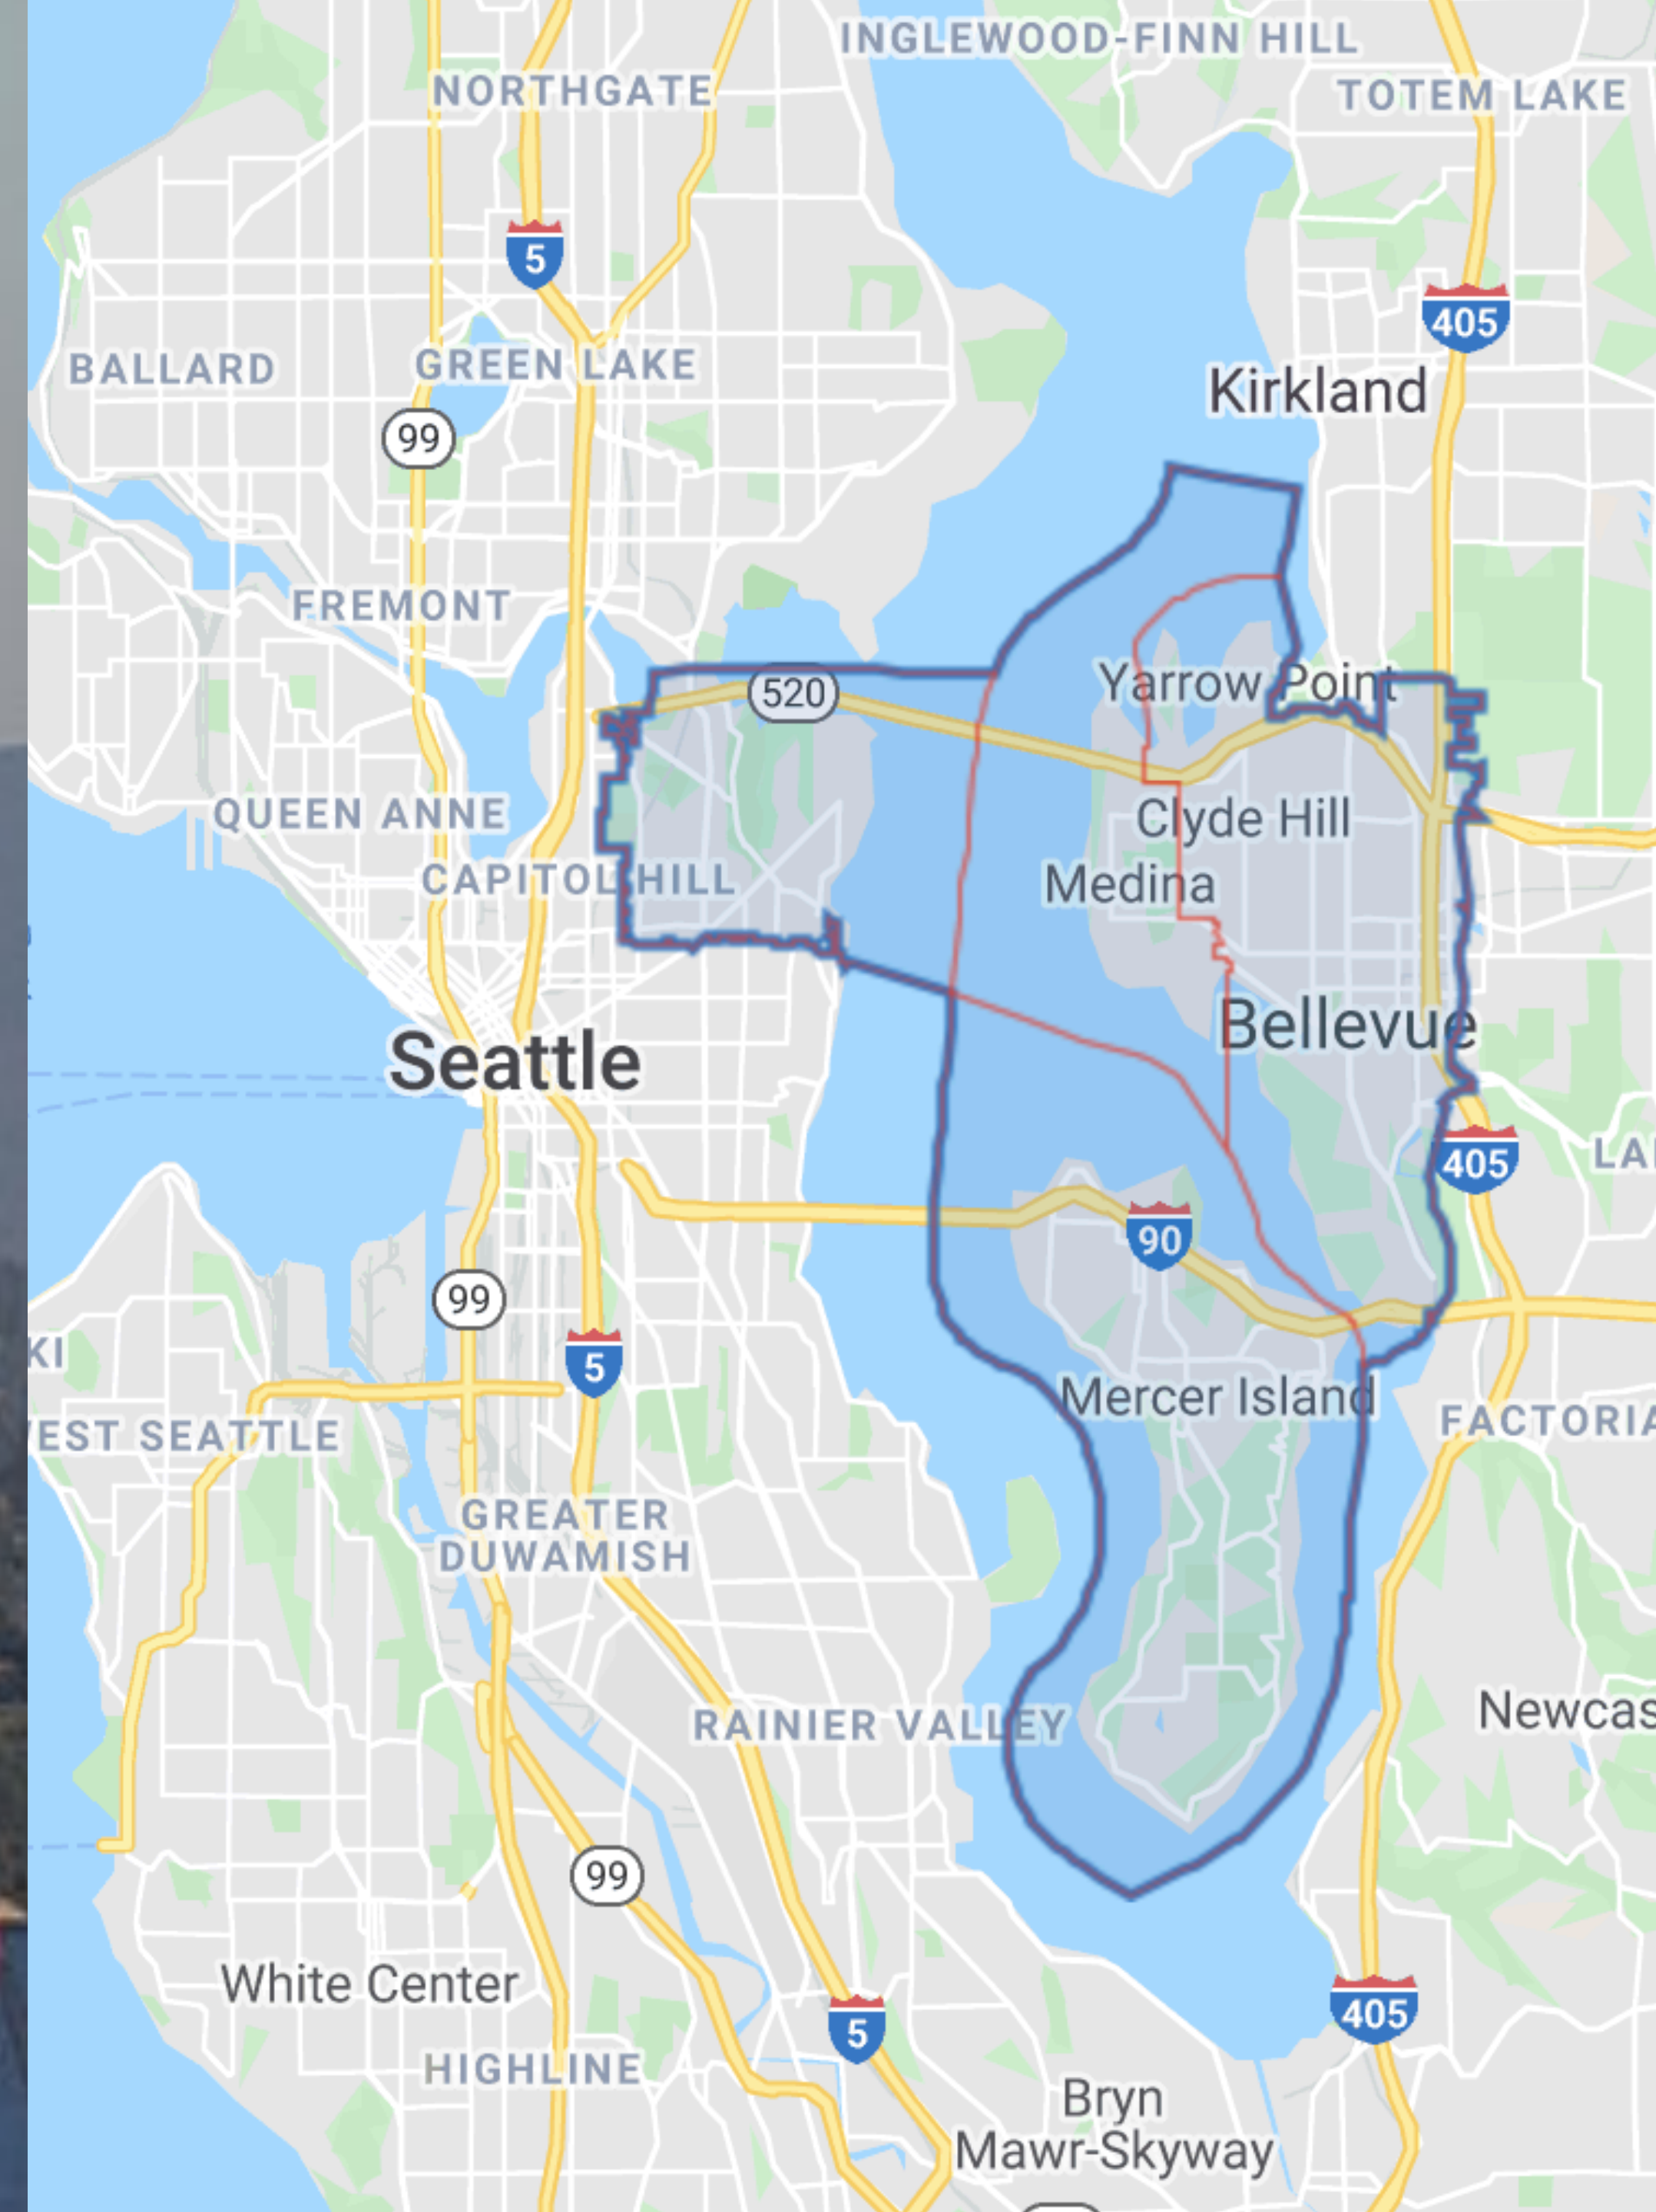 INGLEWOOD-FINN HILL
NORTHGATE
TOTEM LAKE
5
405
BALLARD
GREEN LAKE
Kirkland
99
FREMONT
Yarrow Point
520
QUEEN ANNE
Clyde Hill
CAPITOL HILL
Medina
Bellevue
Seattle
405
LA
90
99
KI
5
Mercer Island
EST SEATTLE
FACTORIA
GREATER
DUWAMISH
RAINIER VALLEY
Newcas
99
White Center
405
5
HIGHLINE
Bryn
Mawr-Skyway